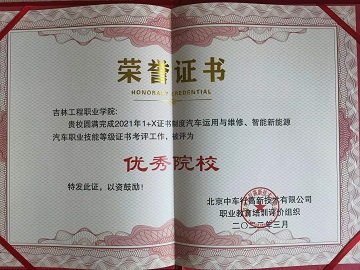 荣誉证书
HONORARY CREDENTIAL
吉林工程职业学院:
贵校圆满完成2021年1+X证书制度汽车运用与维修、智能新能源
汽车职业技能等级证书考评工作,被评为
优秀院校
特发此证,以资鼓励!
北京中车行高新技术有限公司
职业教育培训评价组织
二〇二二年三月